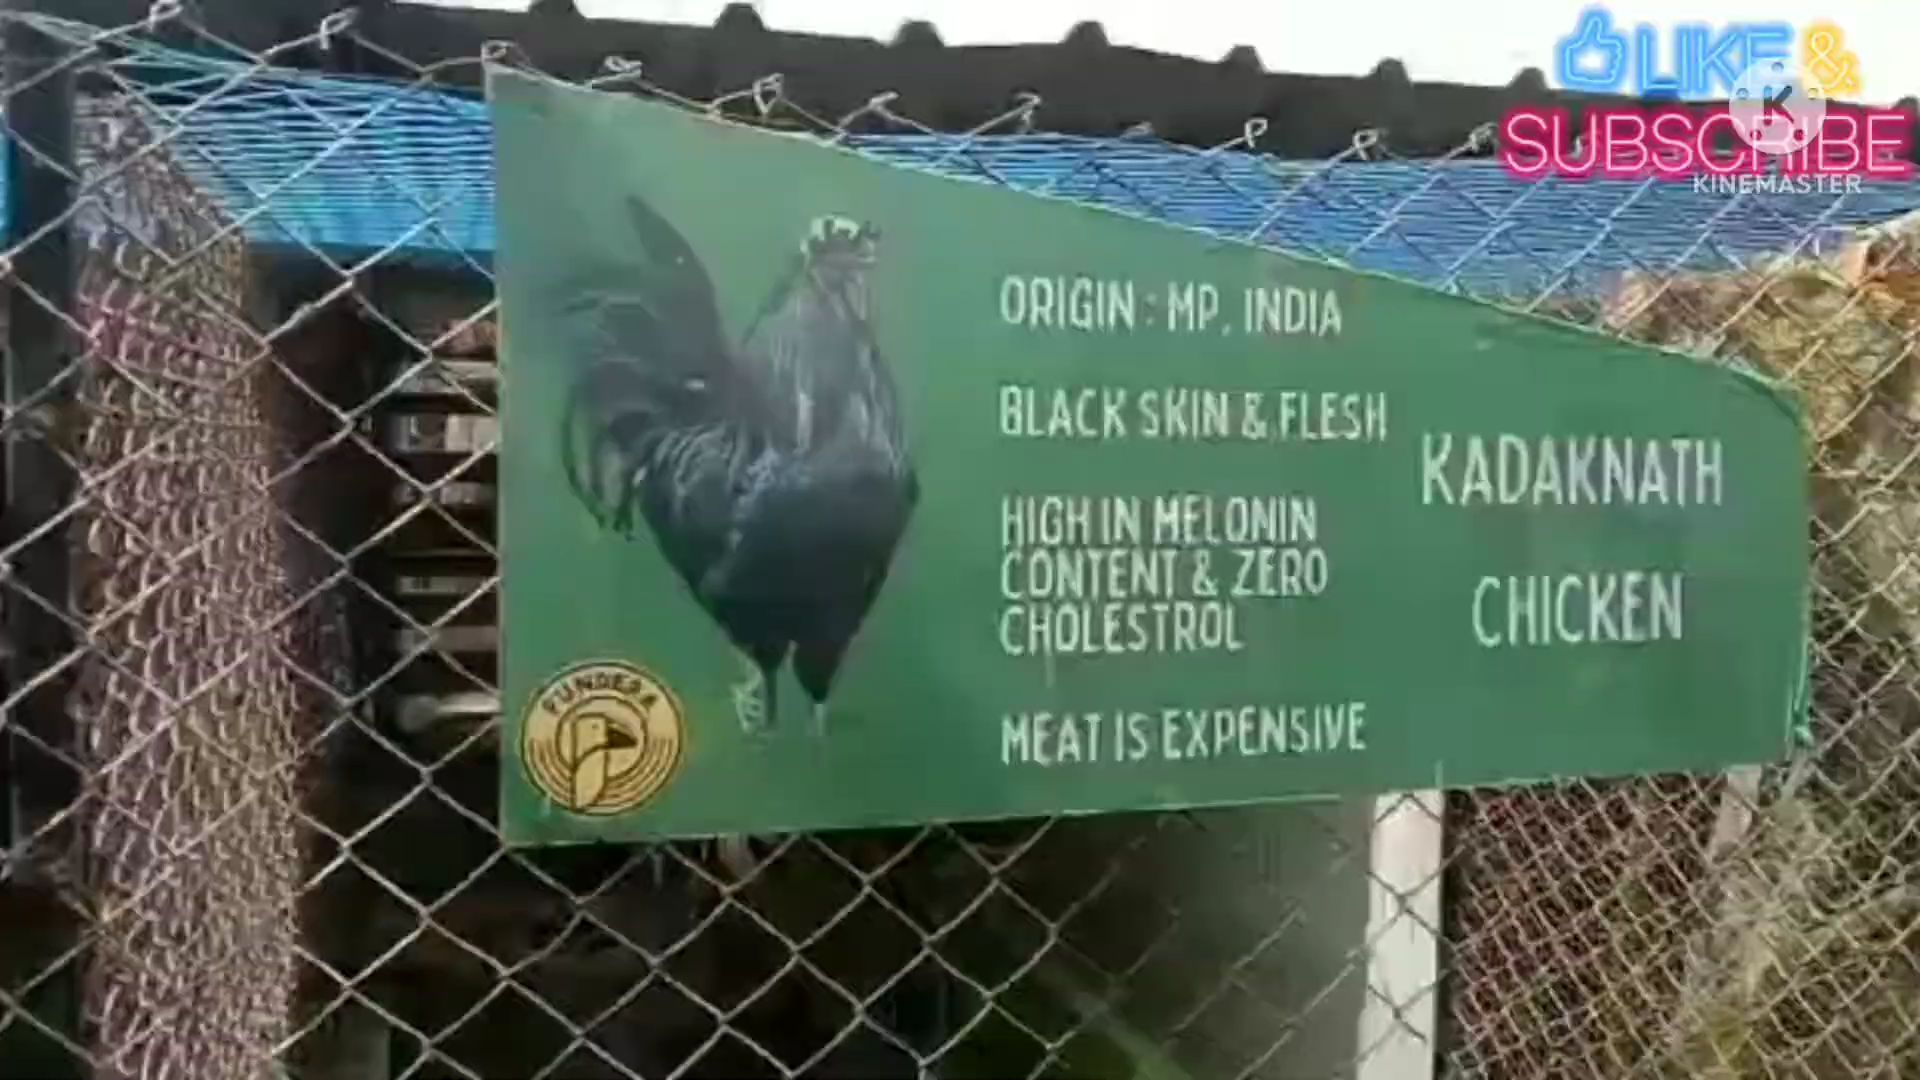 LIKE &
SUBSCRIBE
KINEMASTER
ORIGIN : MP, INDIA
BLACK SKIN & FLESH
HIGH IN MELONIN
CONTENT & ZERO
CHOLESTROL
MEAT IS EXPENSIVE
KADAKNATH
CHICKEN
FUNDERA